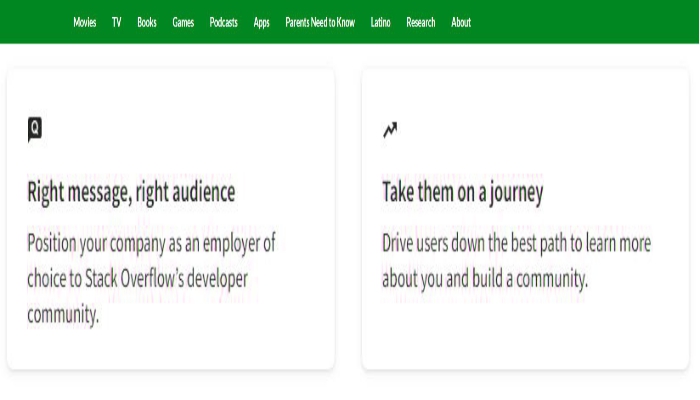 Movies TV Books Games Podcasts Apps Parents Need to Know Latino Research About
Q
Right message, right audience
Position your company as an employer of
choice to Stack Overflow's developer
community.
Take them on a journey
Drive users down the best path to learn more
about you and build a community.